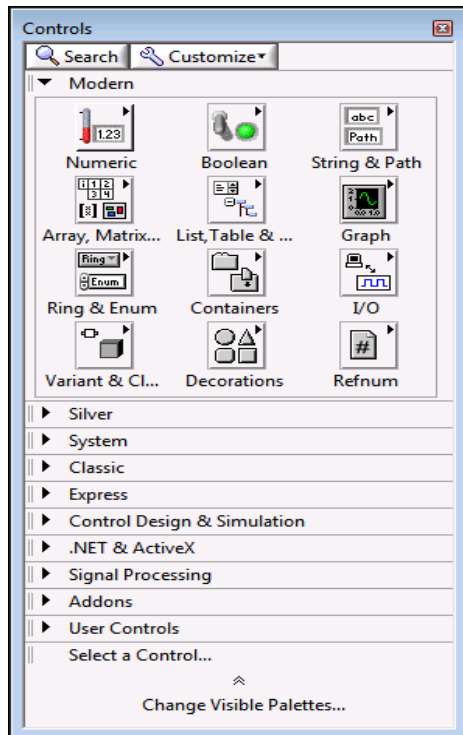 Controls
Search Customize
Modern
1.23 abc
Path
Numeric Boolean String & Path
Array, Matrix... List,Table & ... Graph
Ring
Enum
Ring & Enum Containers I/O
#
Variant & Cl... Decorations Refnum
Silver
System
Classic
Express
Control Design & Simulation
.NET & ActiveX
Signal Processing
Addons
User Controls
Select a Control...
Change Visible Palettes...